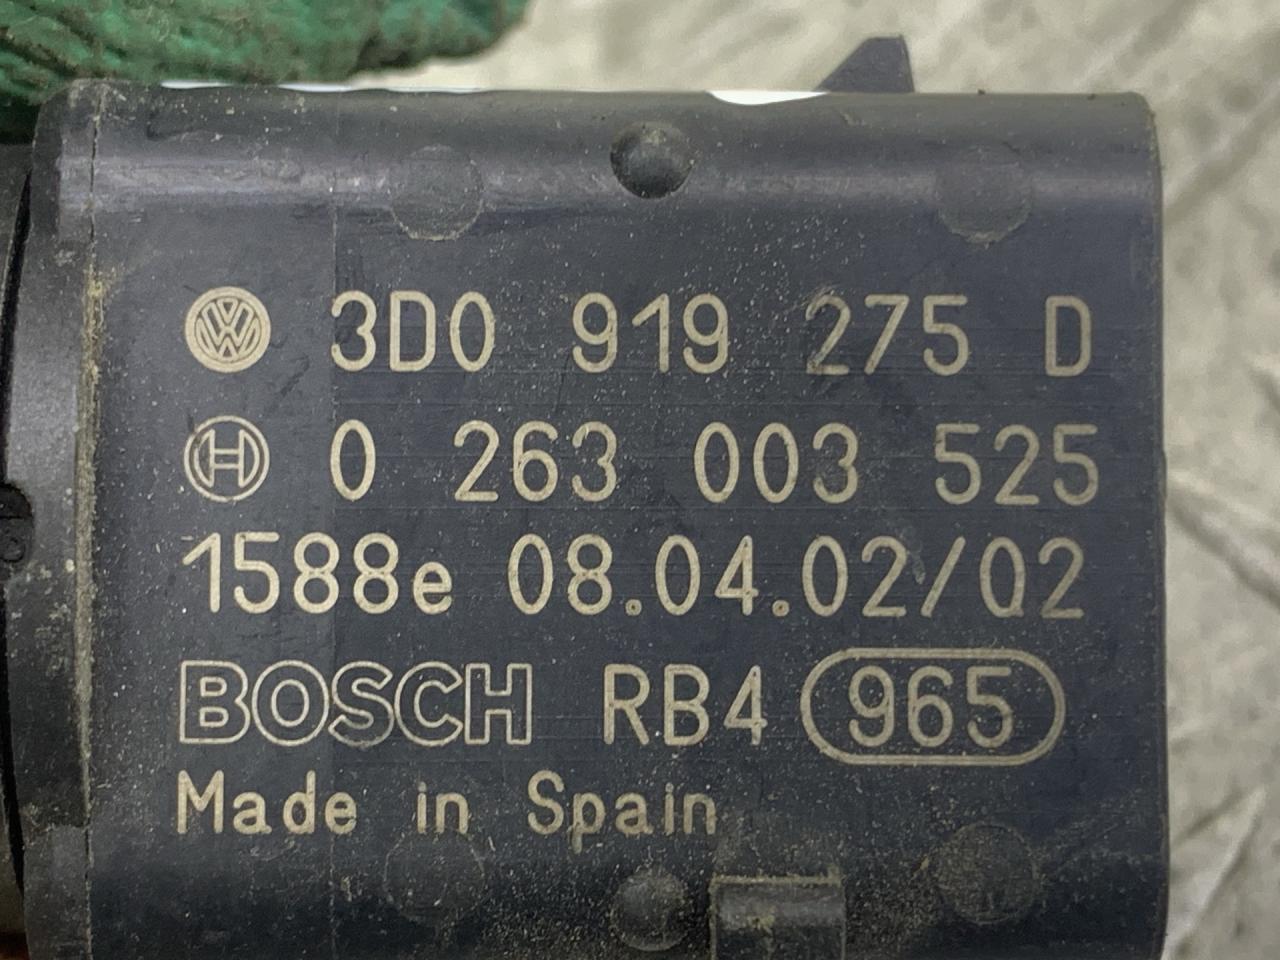 3D0 919 275 D
0 263 003 525
1588e 08.04.02/02
BOSCH RB4 965
Made in Spain